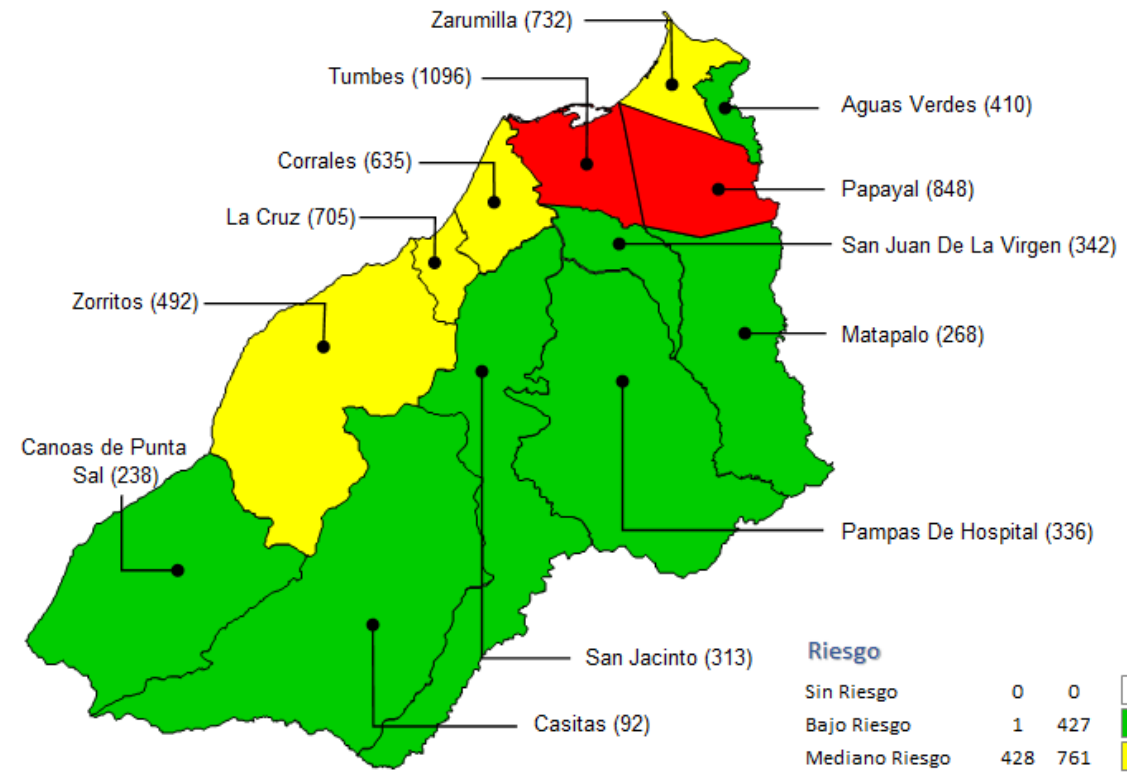 Zarumilla (732)
Tumbes (1096)
Aguas Verdes (410)
Corrales (635)
Papayal (848)
La Cruz (705)
San Juan De La Virgen (342)
Zorritos (492)
Matapalo (268)
Canoas de Punta
Sal (238)
Pampas De Hospital (336)
San Jacinto (313)
Casitas (92)
Riesgo
Sin Riesgo 0 0
Bajo Riesgo 1 427
Mediano Riesgo 428 761